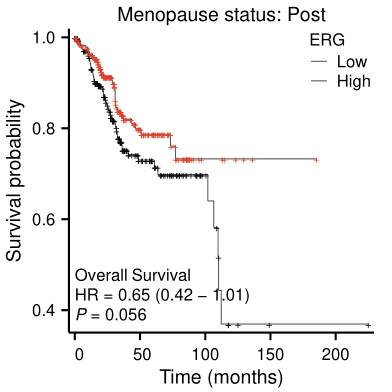 Menopause status: Post
ERG
Low
High
Survival probability
1.0
0.8
0.6
0.4
Overall Survival
HR = 0.65 (0.42 − 1.01)
P = 0.056
0 50 100 150 200
Time (months)